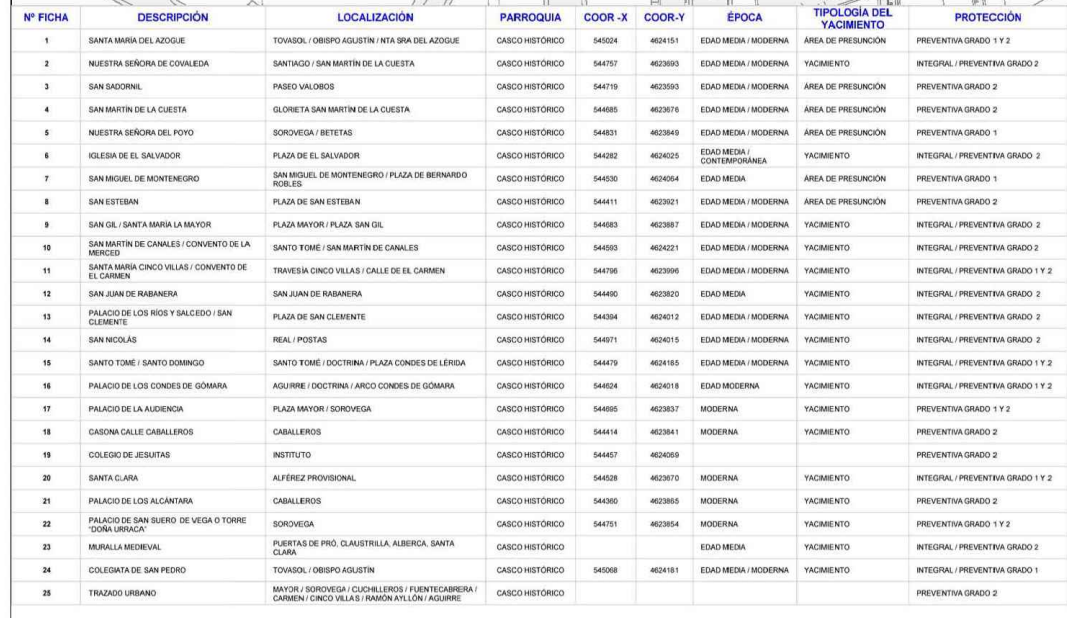 Nº FICHA DESCRIPCIÓN LOCALIZACIÓN PARROQUIA COOR -X COOR-Y ÉPOCA TIPOLOGÍA DEL YACIMIENTO PROTECCIÓN
1 SANTA MARÍA DEL AZOGUE TOVASOL / OBISPO AGUSTÍN / NTA SRA DEL AZOGUE CASCO HISTÓRICO 545024 4624151 EDAD MEDIA / MODERNA ÁREA DE PRESUNCIÓN PREVENTIVA GRADO 1 Y 2
2 NUESTRA SEÑORA DE COVALEDA SANTIAGO / SAN MARTÍN DE LA CUESTA CASCO HISTÓRICO 544757 4623693 EDAD MEDIA / MODERNA YACIMIENTO INTEGRAL / PREVENTIVA GRADO 2
3 SAN SADORNIL PASEO VALOBOS CASCO HISTÓRICO 544719 4623593 EDAD MEDIA / MODERNA ÁREA DE PRESUNCIÓN PREVENTIVA GRADO 2
4 SAN MARTÍN DE LA CUESTA GLORIETA SAN MARTÍN DE LA CUESTA CASCO HISTÓRICO 544685 4623676 EDAD MEDIA / MODERNA ÁREA DE PRESUNCIÓN PREVENTIVA GRADO 2
5 NUESTRA SEÑORA DEL POYO SOROVEGA / BETETAS CASCO HISTÓRICO 544831 4623849 EDAD MEDIA / MODERNA ÁREA DE PRESUNCIÓN PREVENTIVA GRADO 1
6 IGLESIA DE EL SALVADOR PLAZA DE EL SALVADOR CASCO HISTÓRICO 544282 4624025 EDAD MEDIA / CONTEMPORÁNEA YACIMIENTO INTEGRAL / PREVENTIVA GRADO 2
7 SAN MIGUEL DE MONTENEGRO SAN MIGUEL DE MONTENEGRO / PLAZA DE BERNARDO ROBLES CASCO HISTÓRICO 544530 4624064 EDAD MEDIA ÁREA DE PRESUNCIÓN PREVENTIVA GRADO 1
8 SAN ESTEBAN PLAZA DE SAN ESTEBAN CASCO HISTÓRICO 544411 4623921 EDAD MEDIA / MODERNA ÁREA DE PRESUNCIÓN PREVENTIVA GRADO 2
9 SAN GIL / SANTA MARÍA LA MAYOR PLAZA MAYOR / PLAZA SAN GIL CASCO HISTÓRICO 544683 4623887 EDAD MEDIA / MODERNA YACIMIENTO INTEGRAL / PREVENTIVA GRADO 2
10 SAN MARTÍN DE CANALES / CONVENTO DE LA MERCED SANTO TOMÉ / SAN MARTÍN DE CANALES CASCO HISTÓRICO 544593 4624221 EDAD MEDIA / MODERNA YACIMIENTO INTEGRAL / PREVENTIVA GRADO 2
11 SANTA MARÍA CINCO VILLAS / CONVENTO DE EL CARMEN TRAVESÍA CINCO VILLAS / CALLE DE EL CARMEN CASCO HISTÓRICO 544796 4623996 EDAD MEDIA / MODERNA YACIMIENTO INTEGRAL / PREVENTIVA GRADO 1 Y 2
12 SAN JUAN DE RABANERA SAN JUAN DE RABANERA CASCO HISTÓRICO 544490 4623820 EDAD MEDIA YACIMIENTO INTEGRAL / PREVENTIVA GRADO 2
13 PALACIO DE LOS RÍOS Y SALCEDO / SAN CLEMENTE PLAZA DE SAN CLEMENTE CASCO HISTÓRICO 544394 4624012 EDAD MEDIA / MODERNA YACIMIENTO INTEGRAL / PREVENTIVA GRADO 2
14 SAN NICOLÁS REAL / POSTAS CASCO HISTÓRICO 544971 4624015 EDAD MEDIA / MODERNA YACIMIENTO INTEGRAL / PREVENTIVA GRADO 2
15 SANTO TOMÉ / SANTO DOMINGO SANTO TOMÉ / DOCTRINA / PLAZA CONDES DE LÉRIDA CASCO HISTÓRICO 544479 4624165 EDAD MEDIA / MODERNA YACIMIENTO INTEGRAL / PREVENTIVA GRADO 1 Y 2
16 PALACIO DE LOS CONDES DE GÓMARA AGUIRRE / DOCTRINA / ARCO CONDES DE GÓMARA CASCO HISTÓRICO 544624 4624018 EDAD MODERNA YACIMIENTO INTEGRAL / PREVENTIVA GRADO 1 Y 2
17 PALACIO DE LA AUDIENCIA PLAZA MAYOR / SOROVEGA CASCO HISTÓRICO 544695 4623837 MODERNA YACIMIENTO PREVENTIVA GRADO 1 Y 2
18 CASONA CALLE CABALLEROS CABALLEROS CASCO HISTÓRICO 544414 4623841 MODERNA YACIMIENTO PREVENTIVA GRADO 2
19 COLEGIO DE JESUITAS INSTITUTO CASCO HISTÓRICO 544457 4624069 PREVENTIVA GRADO 2
20 SANTA CLARA ALFÉREZ PROVISIONAL CASCO HISTÓRICO 544528 4623670 MODERNA YACIMIENTO INTEGRAL / PREVENTIVA GRADO 1 Y 2
21 PALACIO DE LOS ALCÁNTARA CABALLEROS CASCO HISTÓRICO 544360 4623865 MODERNA YACIMIENTO PREVENTIVA GRADO 2
22 PALACIO DE SAN SUERO DE VEGA O TORRE "DOÑA URRACA" SOROVEGA CASCO HISTÓRICO 544751 4623854 MODERNA YACIMIENTO PREVENTIVA GRADO 1 Y 2
23 MURALLA MEDIEVAL PUERTAS DE PRÓ, CLAUSTRILLA, ALBERCA, SANTA CLARA CASCO HISTÓRICO EDAD MEDIA YACIMIENTO INTEGRAL / PREVENTIVA GRADO 2
24 COLEGIATA DE SAN PEDRO TOVASOL / OBISPO AGUSTÍN CASCO HISTÓRICO 545068 4624181 EDAD MEDIA / MODERNA YACIMIENTO INTEGRAL / PREVENTIVA GRADO 1
25 TRAZADO URBANO MAYOR / SOROVEGA / CUCHILLEROS / FUENTECABRERA / CARMEN / CINCO VILLAS / RAMÓN AYLLÓN / AGUIRRE CASCO HISTÓRICO PREVENTIVA GRADO 2